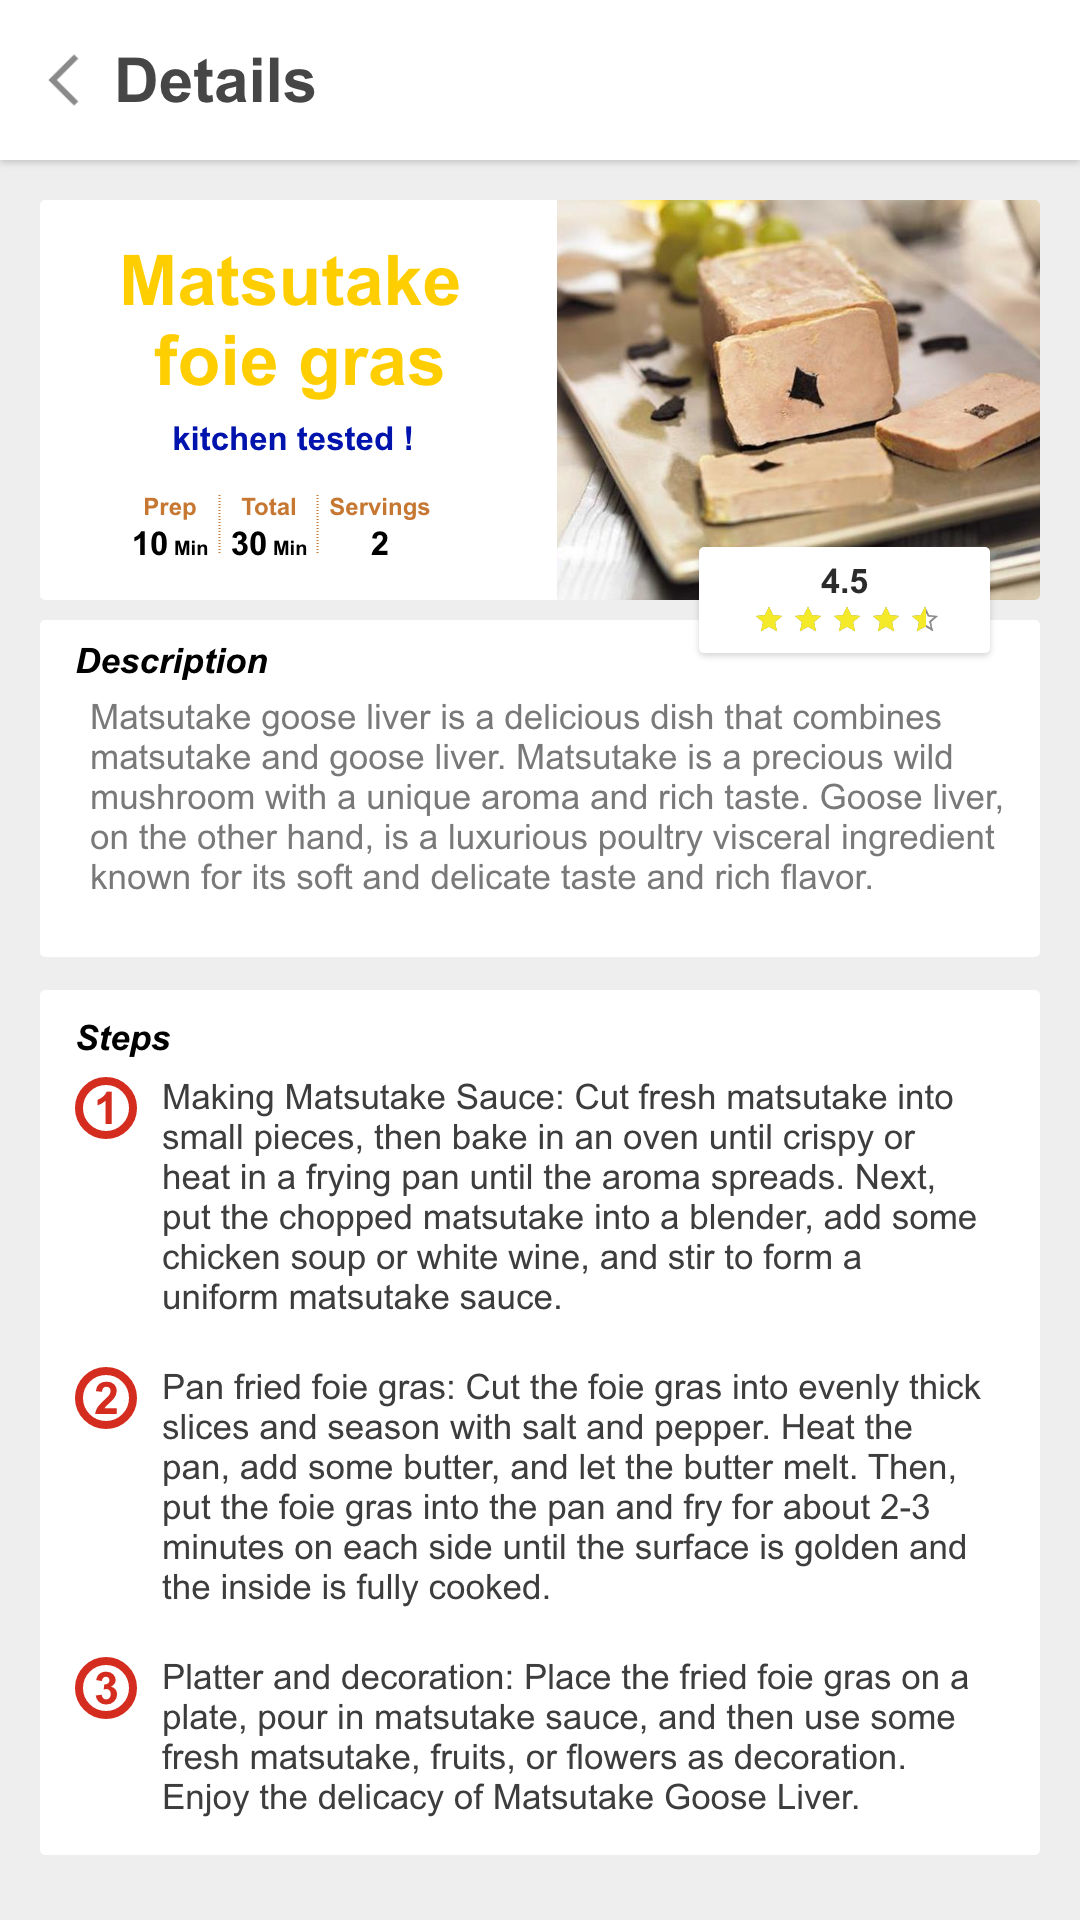 Details
Matsutake
foie gras
kitchen tested !
Prep Total Servings
10 Min 30 Min 2
4.5
Description
Matsutake goose liver is a delicious dish that combines
matsutake and goose liver. Matsutake is a precious wild
mushroom with a unique aroma and rich taste. Goose liver,
on the other hand, is a luxurious poultry visceral ingredient
known for its soft and delicate taste and rich flavor.
Steps
1 Making Matsutake Sauce: Cut fresh matsutake into
small pieces, then bake in an oven until crispy or
heat in a frying pan until the aroma spreads. Next,
put the chopped matsutake into a blender, add some
chicken soup or white wine, and stir to form a
uniform matsutake sauce.
2 Pan fried foie gras: Cut the foie gras into evenly thick
slices and season with salt and pepper. Heat the
pan, add some butter, and let the butter melt. Then,
put the foie gras into the pan and fry for about 2-3
minutes on each side until the surface is golden and
the inside is fully cooked.
3 Platter and decoration: Place the fried foie gras on a
plate, pour in matsutake sauce, and then use some
fresh matsutake, fruits, or flowers as decoration.
Enjoy the delicacy of Matsutake Goose Liver.